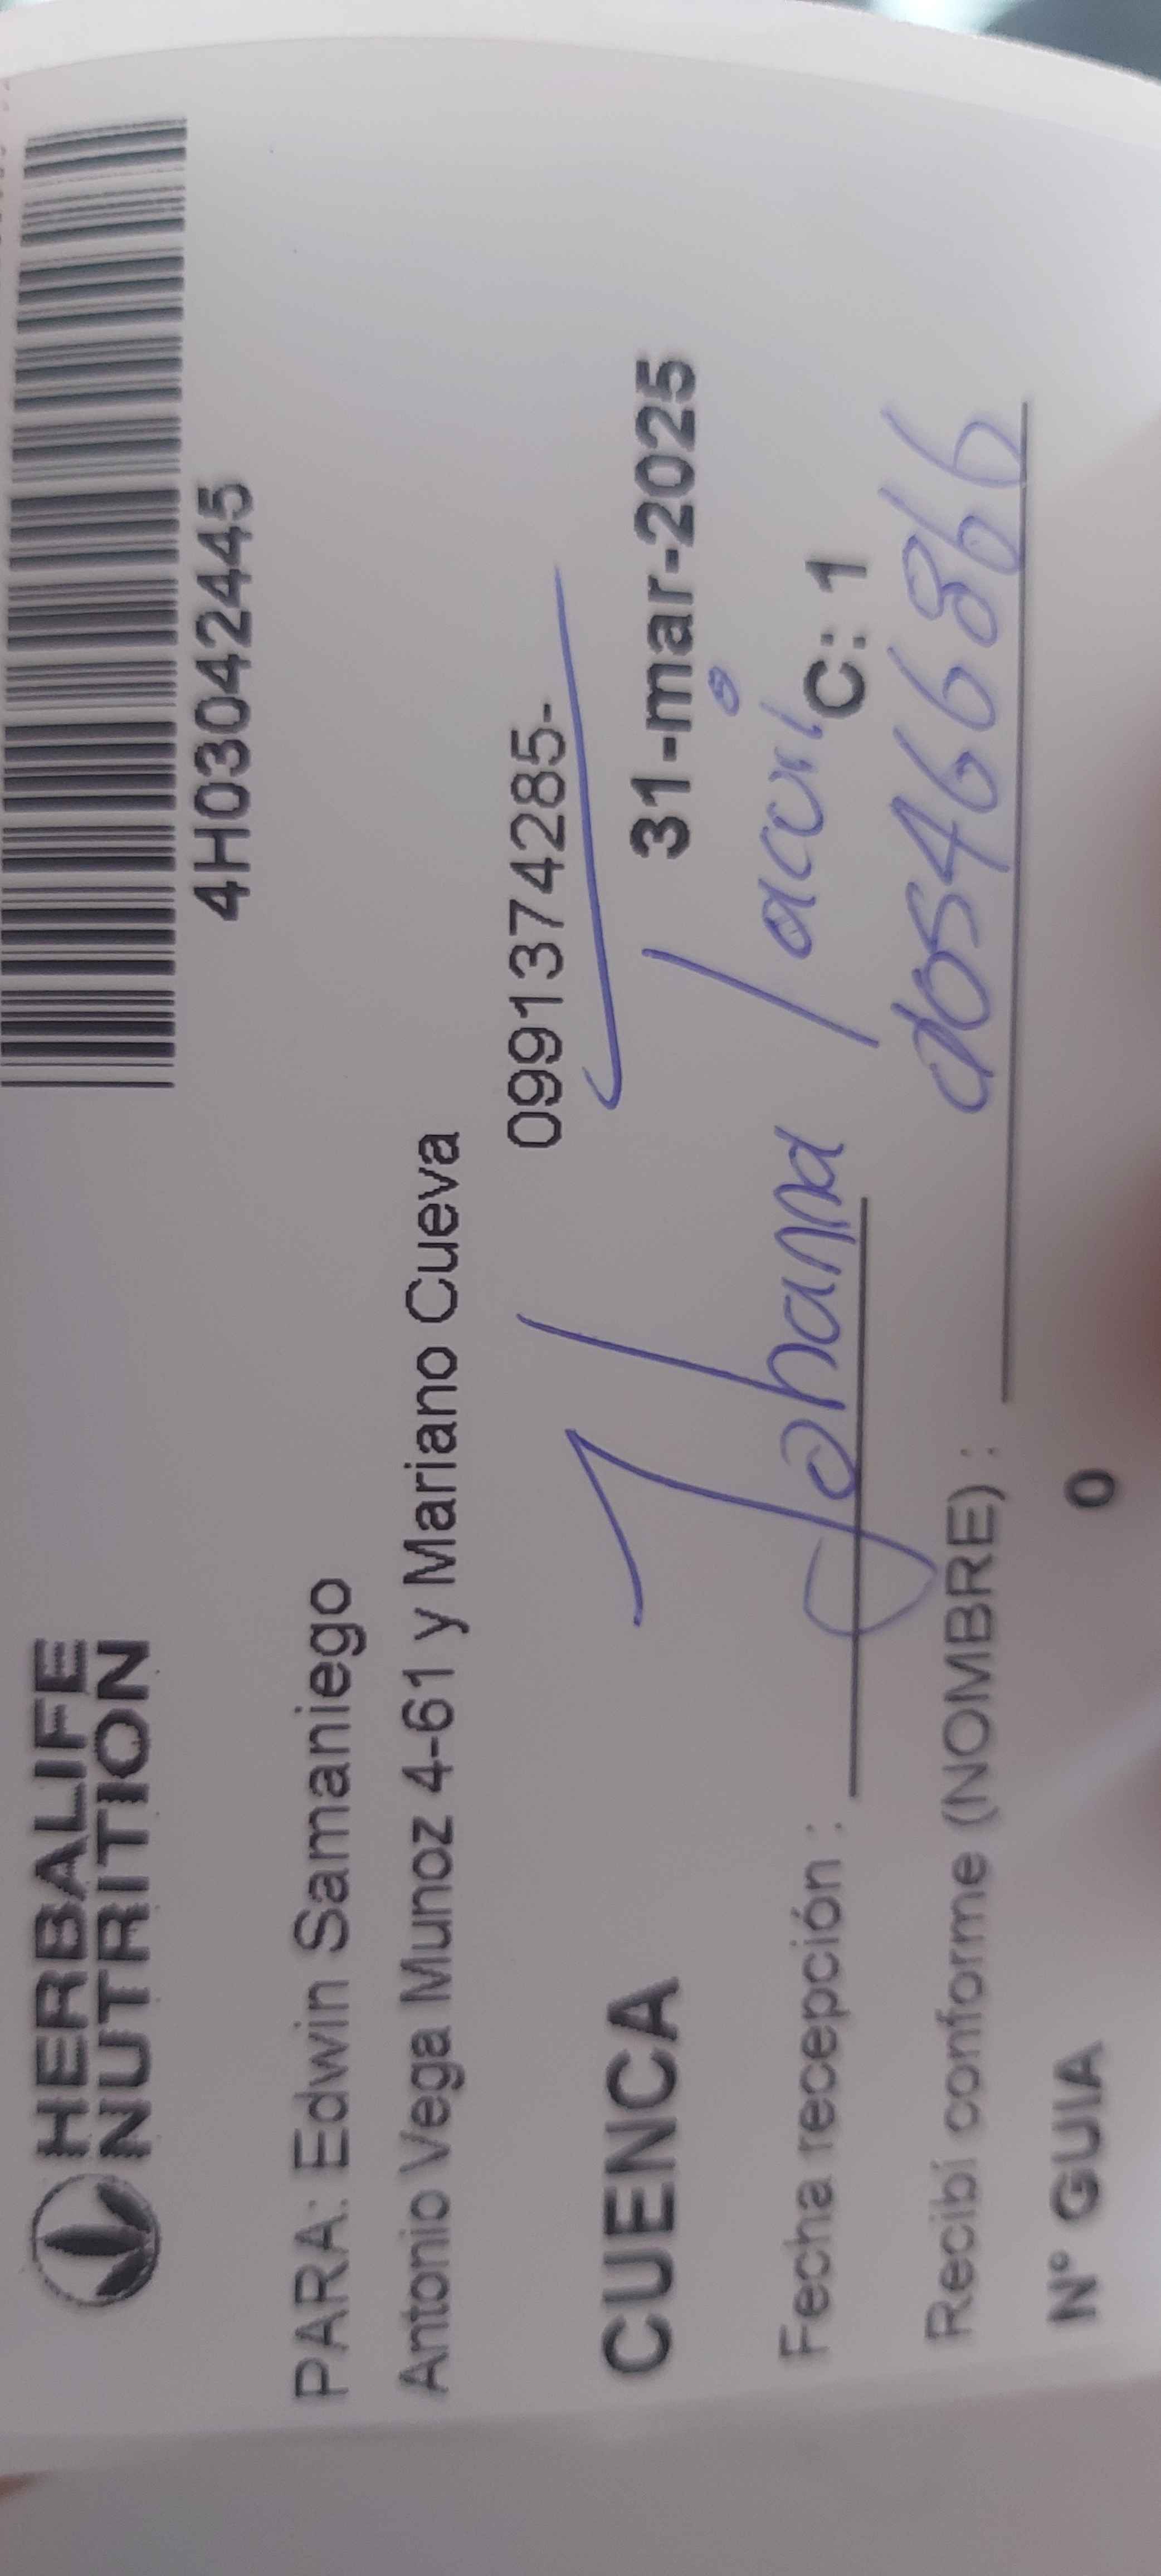 HERBALIFE
NUTRITION
4H03042445
PARA: Edwin Samaniego
Antonio Vega Munoz 4-61 y Mariano Cueva
0991374285-
CUENCA
31-mar-2025
Fecha recepción : Johanna
C: 1
Recibí conforme (NOMBRE) :
N° GUIA 0